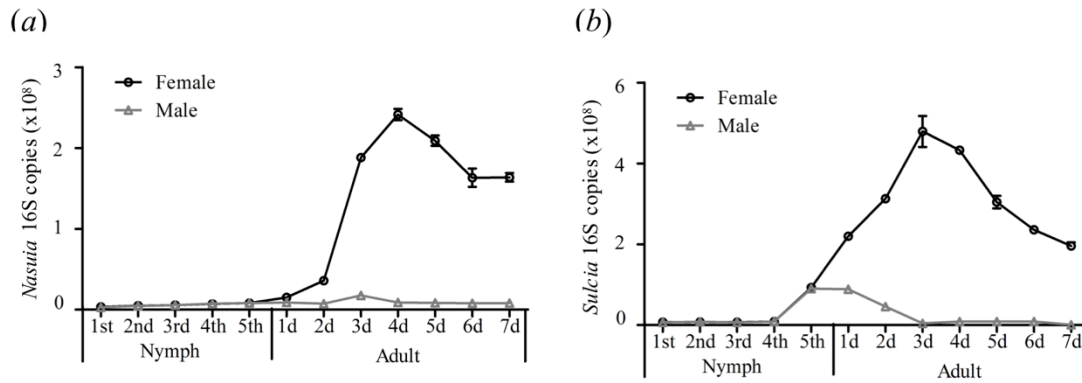 (a)
3
2
1
0
Nasuia 16S copies (x10⁸)
Female
Male
1st 2nd 3rd 4th 5th 1d 2d 3d 4d 5d 6d 7d
Nymph Adult
(b)
6
4
2
0
Sulcia 16S copies (x10⁸)
Female
Male
1st 2nd 3rd 4th 5th 1d 2d 3d 4d 5d 6d 7d
Nymph Adult